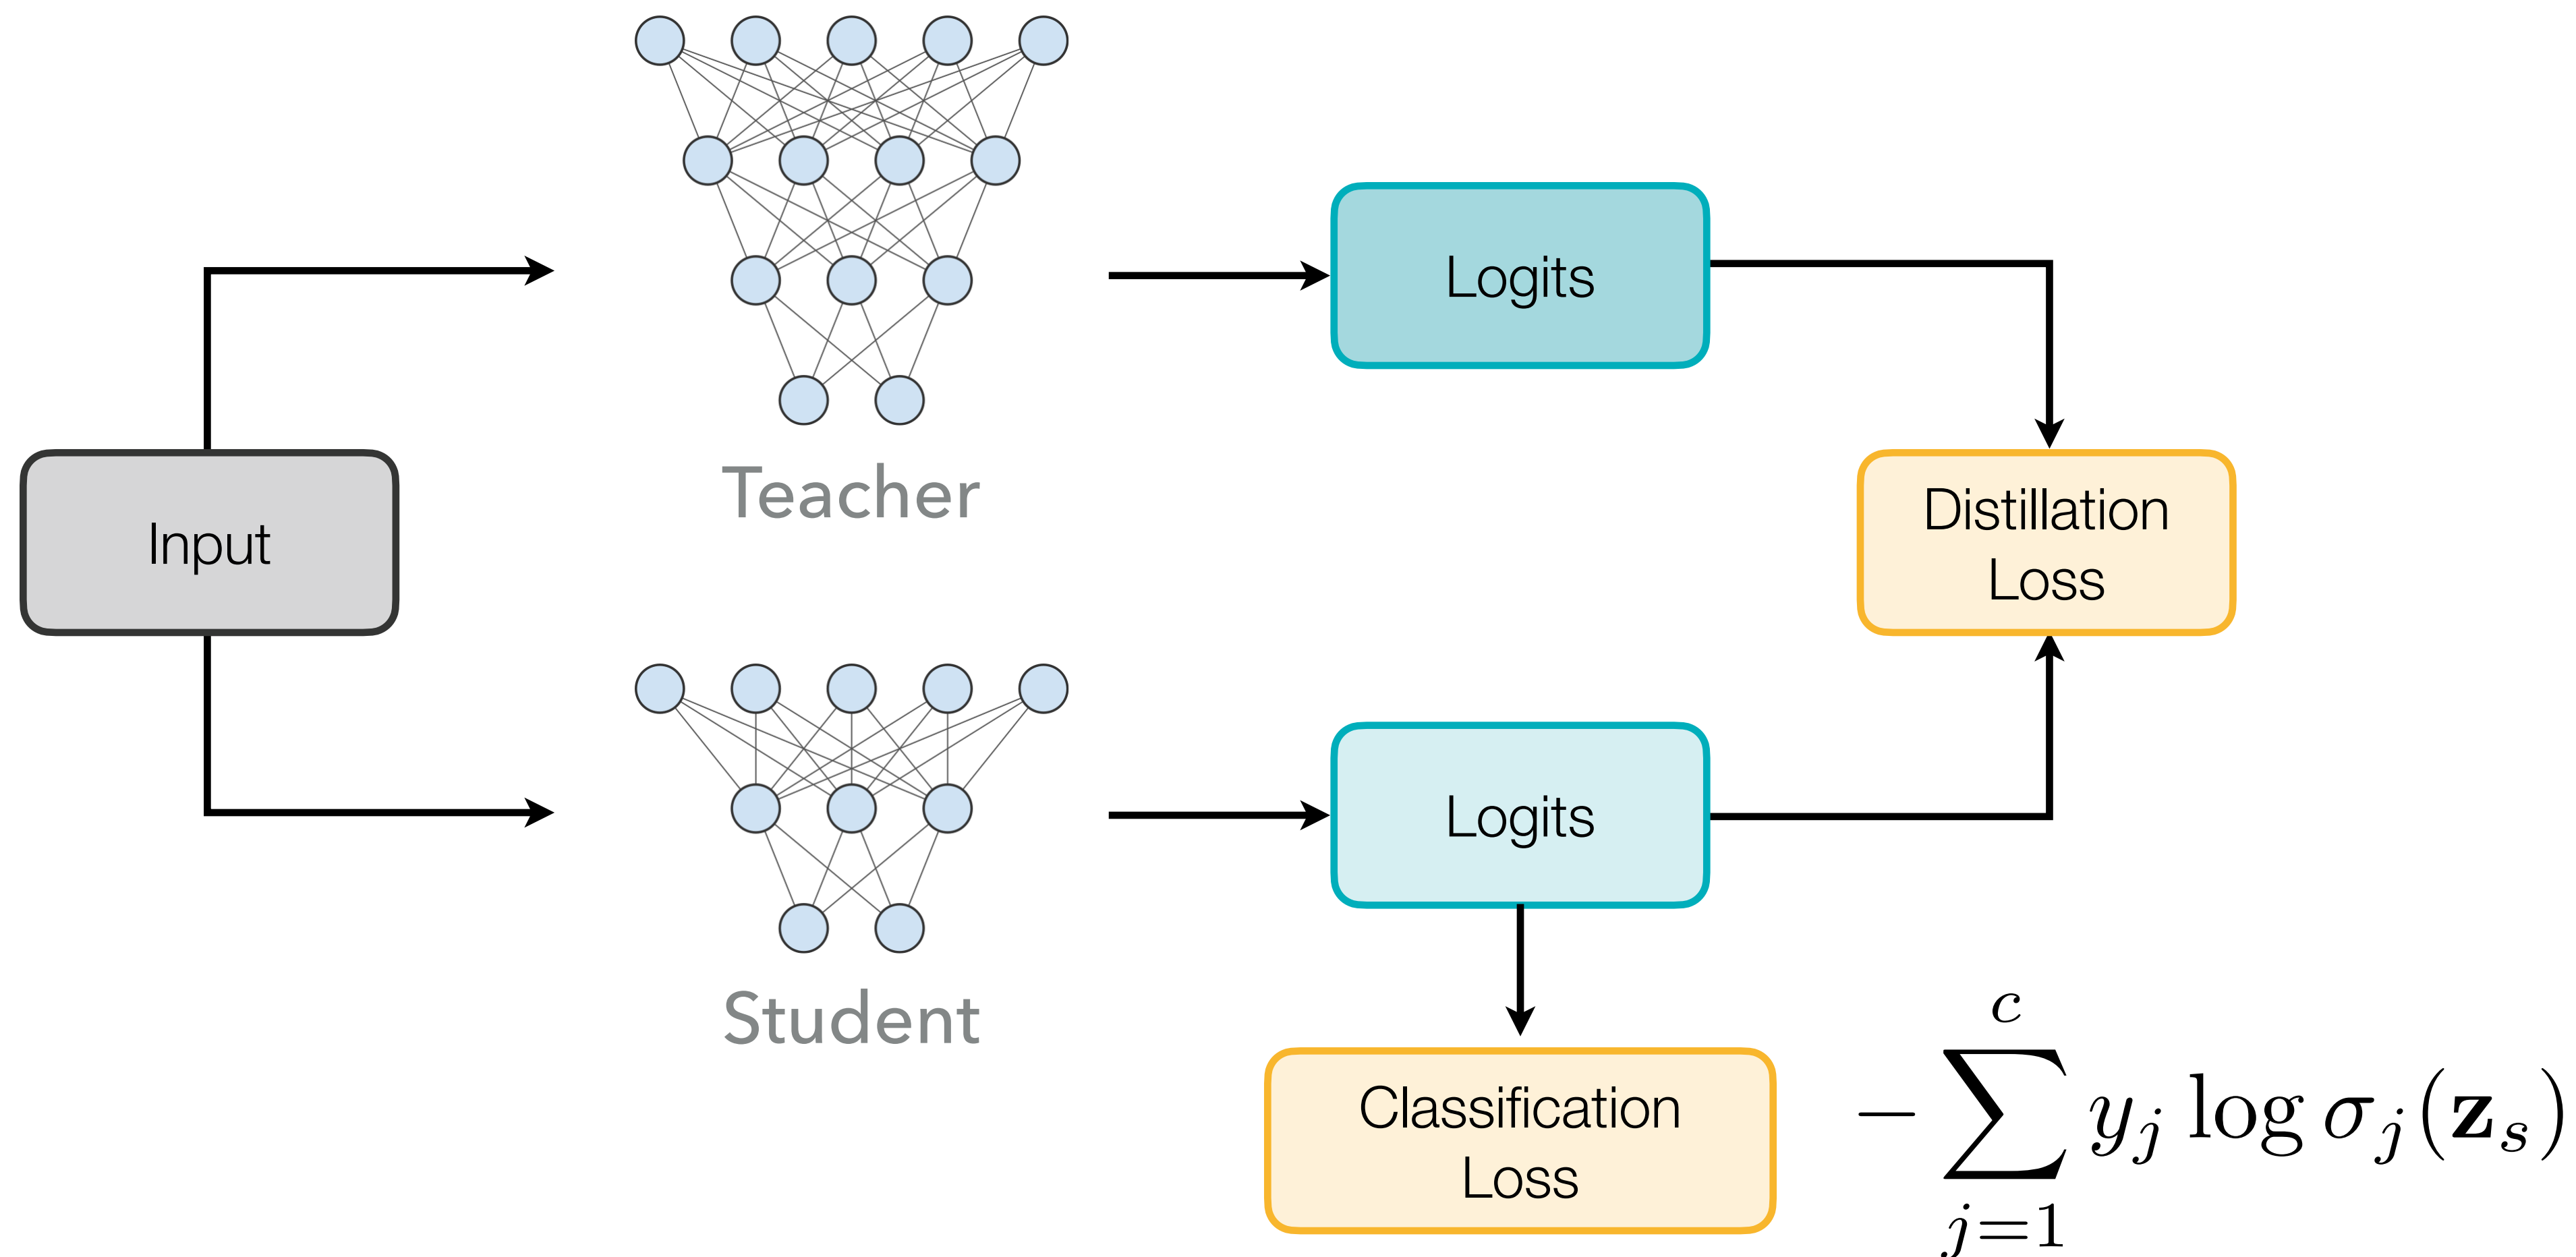 Logits
Teacher
Input
Distillation
Loss
Logits
Student
Classification
Loss
− ∑_{j=1}^{c} y_j log σ_j(𝐳_s)